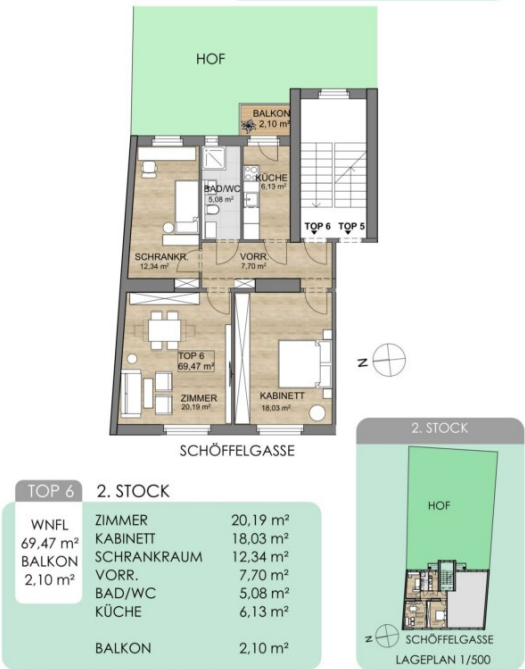 HOF
BALKON
2,10 m²
KÜCHE
6,13 m²
BAD/WC
5,08 m²
TOP 6 TOP 5
SCHRANKR.
12,34 m²
VORR.
7,70 m²
TOP 6
69,47 m²
ZIMMER
20,19 m²
KABINETT
18,03 m²
N
SCHÖFFELGASSE
TOP 6 2. STOCK
WNFL
69,47 m²
BALKON
2,10 m²
ZIMMER 20,19 m²
KABINETT 18,03 m²
SCHRANKRAUM 12,34 m²
VORR. 7,70 m²
BAD/WC 5,08 m²
KÜCHE 6,13 m²
BALKON 2,10 m²
2. STOCK
HOF
N
SCHÖFFELGASSE
LAGEPLAN 1/500